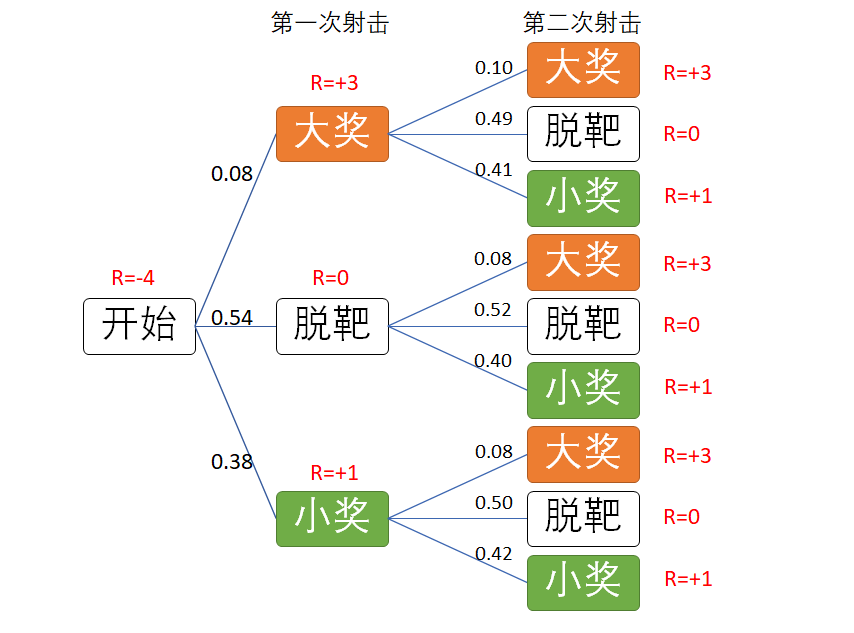 第一次射击
第二次射击
R=+3
大奖
0.08
0.10
大奖
R=+3
0.49
脱靶
R=0
0.41
小奖
R=+1
R=-4
开始
0.54
R=0
脱靶
0.08
大奖
R=+3
0.52
脱靶
R=0
0.40
小奖
R=+1
0.38
R=+1
小奖
0.08
大奖
R=+3
0.50
脱靶
R=0
0.42
小奖
R=+1